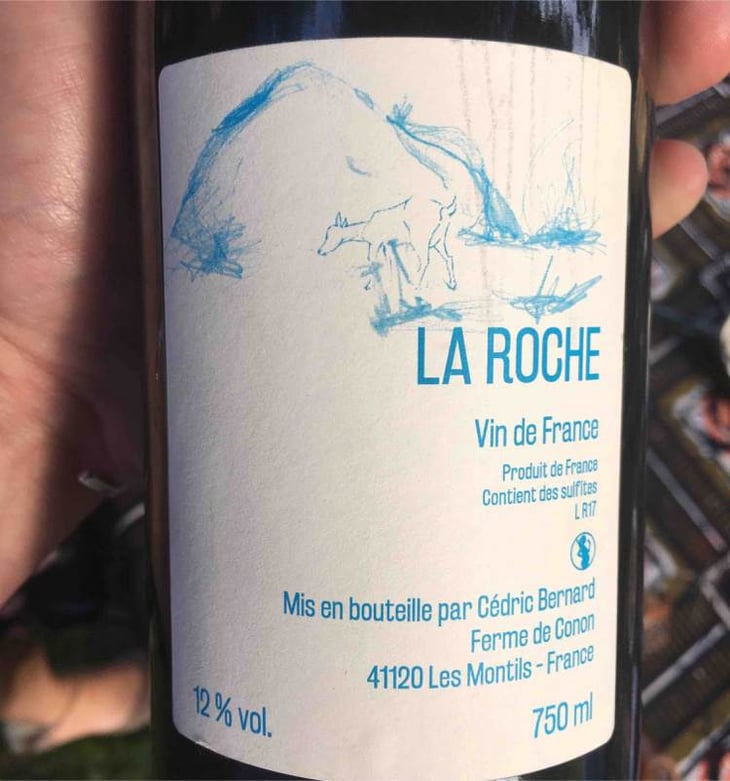 LA ROCHE
Vin de France
Produit de France
Contient des sulfites
L R17
Mis en bouteille par Cédric Bernard
Ferme de Conon
41120 Les Montils - France
12 % vol.
750 ml